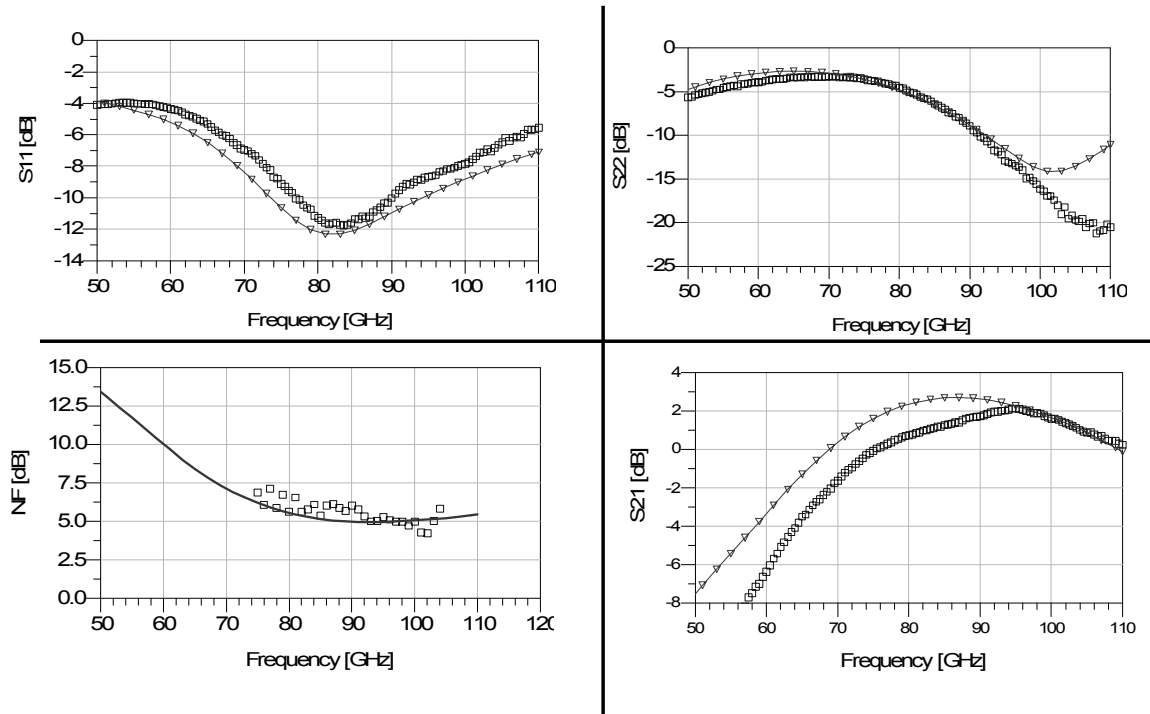 S11 [dB]
0
-2
-4
-6
-8
-10
-12
-14
50 60 70 80 90 100 110
Frequency [GHz]
S22 [dB]
0
-5
-10
-15
-20
-25
50 60 70 80 90 100 110
Frequency [GHz]
NF [dB]
15.0
12.5
10.0
7.5
5.0
2.5
0.0
50 60 70 80 90 100 110 120
Frequency [GHz]
S21 [dB]
4
2
0
-2
-4
-6
-8
50 60 70 80 90 100 110
Frequency [GHz]